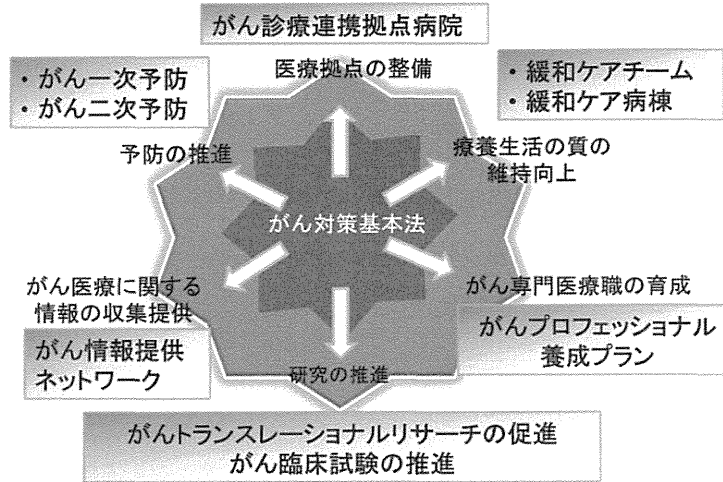 がん診療連携拠点病院
医療拠点の整備
・がん一次予防
・がん二次予防
・緩和ケアチーム
・緩和ケア病棟
予防の推進
療養生活の質の
維持向上
がん対策基本法
がん医療に関する
情報の収集提供
がん専門医療職の育成
がん情報提供
ネットワーク
がんプロフェッショナル
養成プラン
研究の推進
がんトランスレーショナルリサーチの促進
がん臨床試験の推進